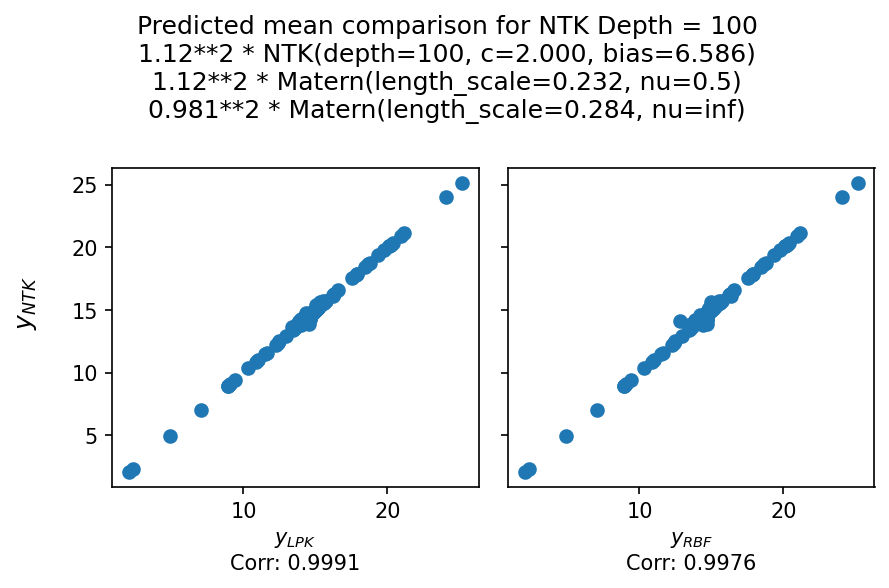 Predicted mean comparison for NTK Depth = 100
1.12**2 * NTK(depth=100, c=2.000, bias=6.586)
1.12**2 * Matern(length_scale=0.232, nu=0.5)
0.981**2 * Matern(length_scale=0.284, nu=inf)
25
20
15
10
5
y_NTK
10 20
10 20
y_LPK
y_RBF
Corr: 0.9991
Corr: 0.9976